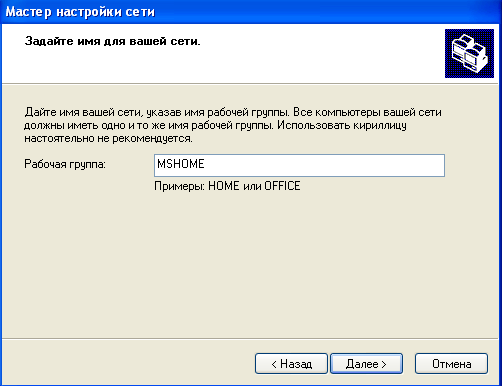 Мастер настройки сети
Задайте имя для вашей сети.
Дайте имя вашей сети, указав имя рабочей группы. Все компьютеры вашей сети
должны иметь одно и то же имя рабочей группы. Использовать кириллицу
настоятельно не рекомендуется.
Рабочая группа: MSHOME
Примеры: HOME или OFFICE
< Назад Далее > Отмена